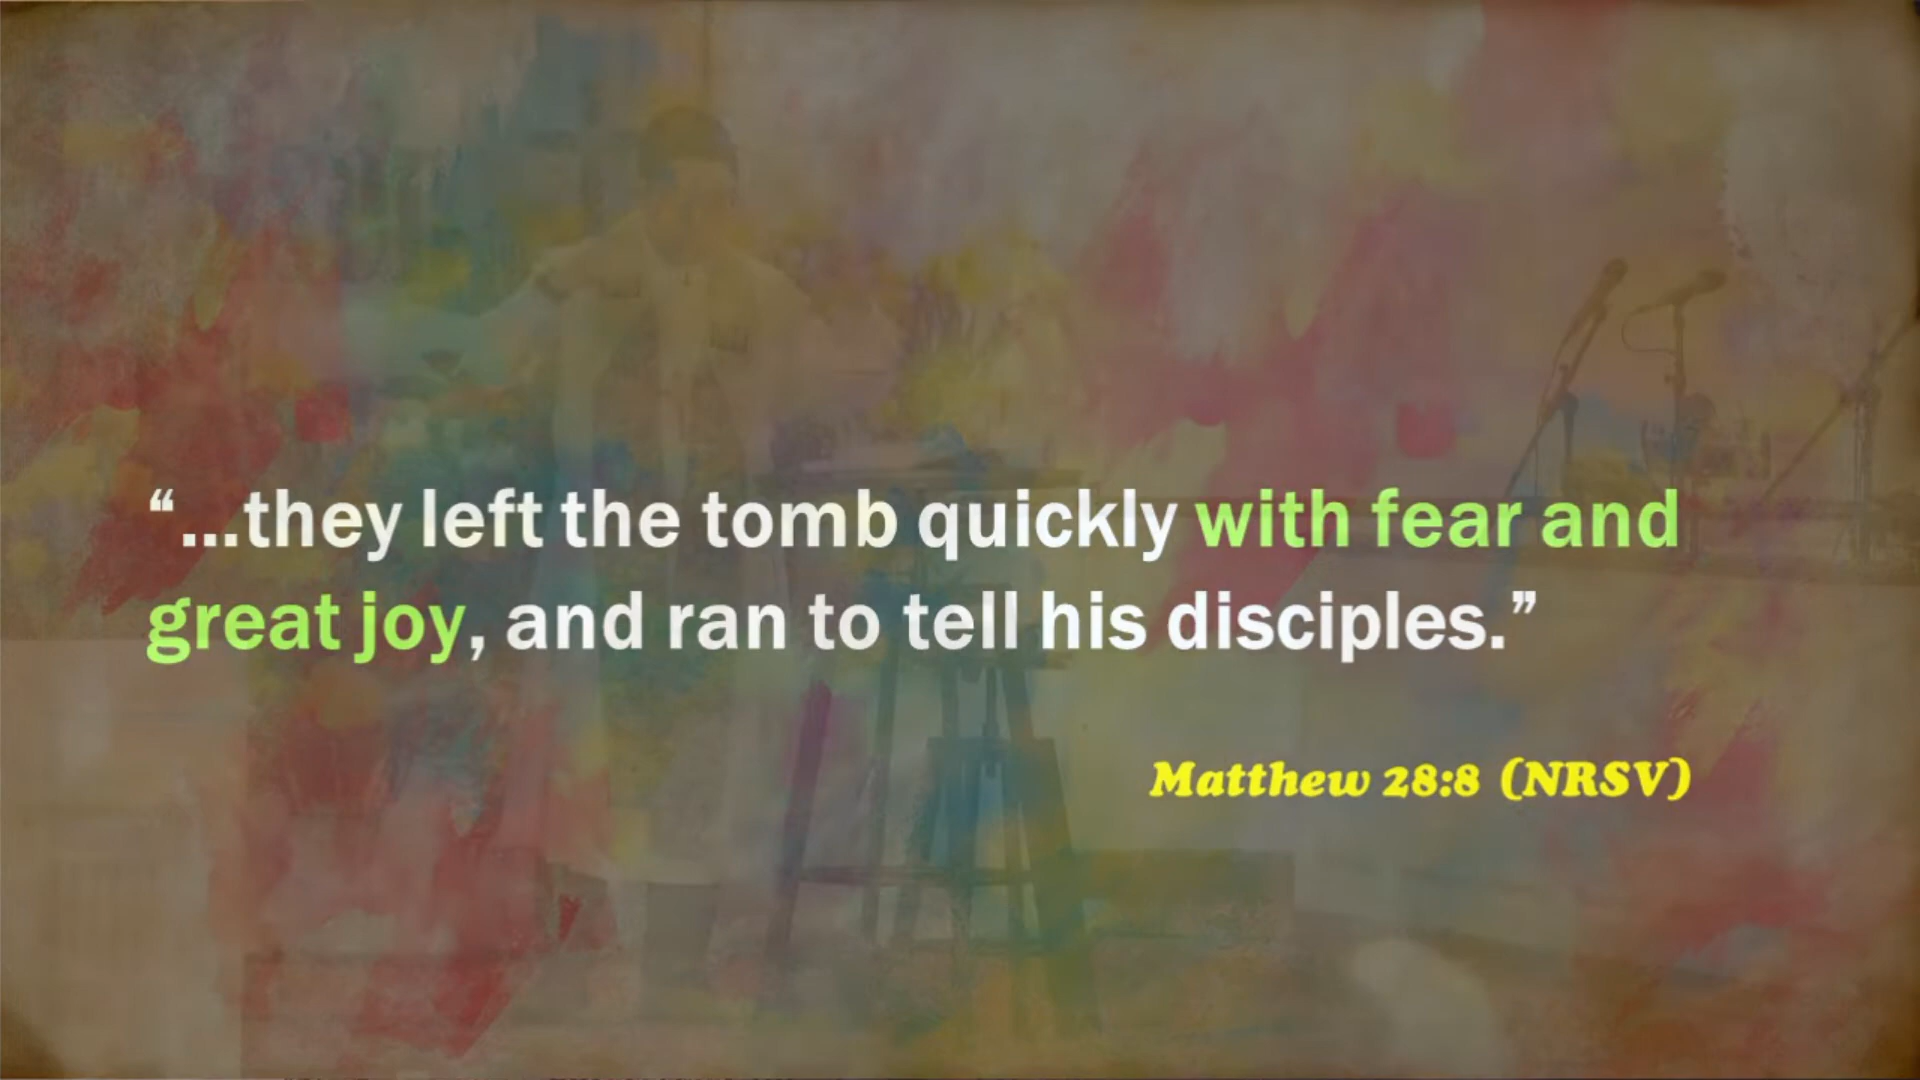 “...they left the tomb quickly with fear and
great joy, and ran to tell his disciples.”
Matthew 28:8 (NRSV)